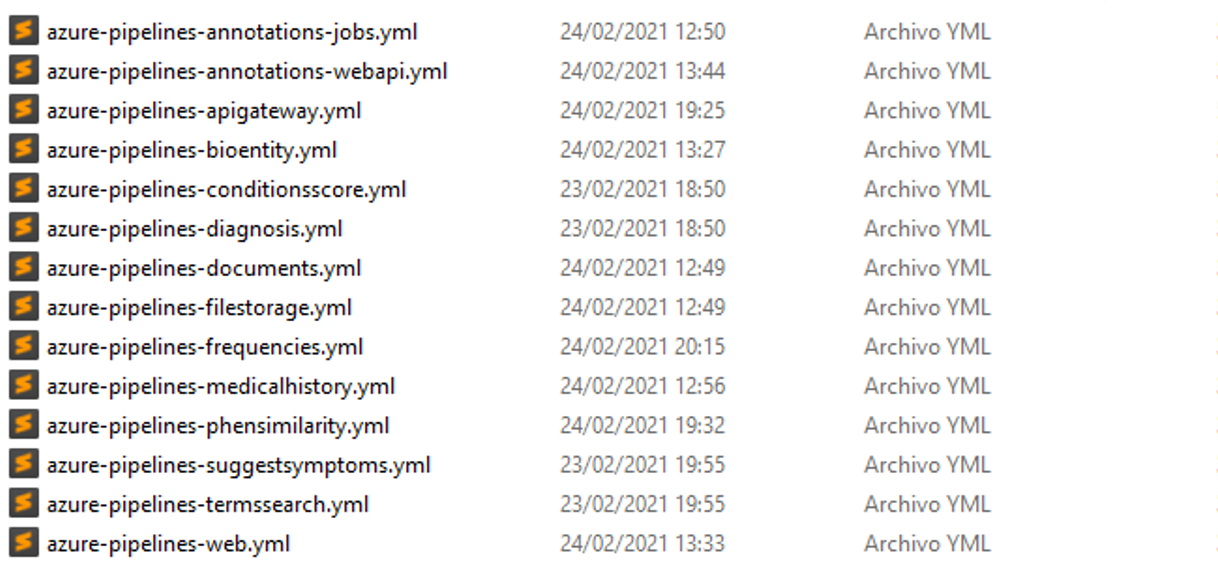 azure-pipelines-annotations-jobs.yml 24/02/2021 12:50 Archivo YML
azure-pipelines-annotations-webapi.yml 24/02/2021 13:44 Archivo YML
azure-pipelines-apigateway.yml 24/02/2021 19:25 Archivo YML
azure-pipelines-bioentity.yml 24/02/2021 13:27 Archivo YML
azure-pipelines-conditionsscore.yml 23/02/2021 18:50 Archivo YML
azure-pipelines-diagnosis.yml 23/02/2021 18:50 Archivo YML
azure-pipelines-documents.yml 24/02/2021 12:49 Archivo YML
azure-pipelines-filestorage.yml 24/02/2021 12:49 Archivo YML
azure-pipelines-frequencies.yml 24/02/2021 20:15 Archivo YML
azure-pipelines-medicalhistory.yml 24/02/2021 12:56 Archivo YML
azure-pipelines-phensimilarity.yml 24/02/2021 19:32 Archivo YML
azure-pipelines-suggestsymptoms.yml 23/02/2021 19:55 Archivo YML
azure-pipelines-termssearch.yml 23/02/2021 19:55 Archivo YML
azure-pipelines-web.yml 24/02/2021 13:33 Archivo YML